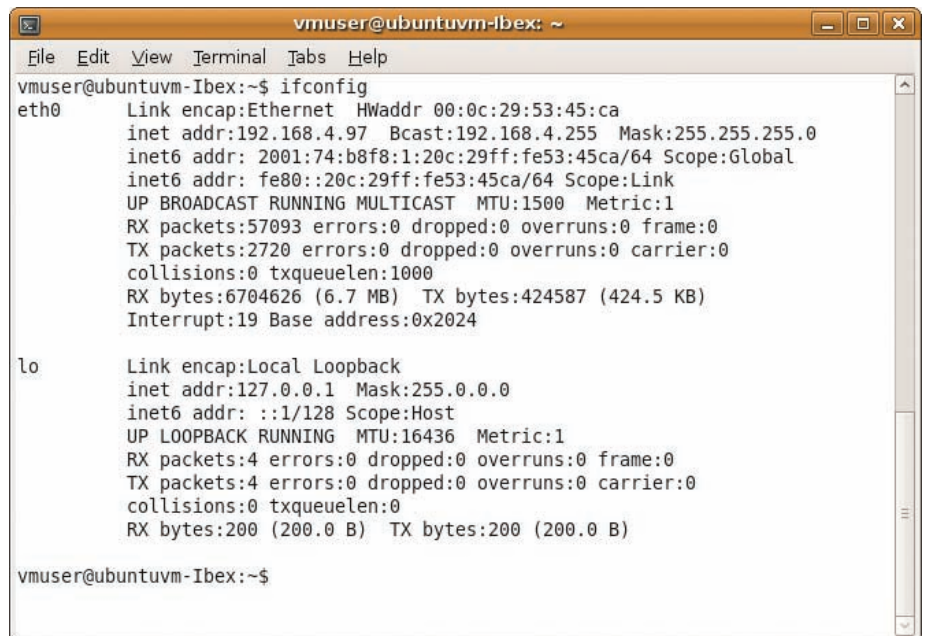 vmuser@ubuntuvm-Ibex: ~
File Edit View Terminal Tabs Help
vmuser@ubuntuvm-Ibex:~$ ifconfig
eth0 Link encap:Ethernet HWaddr 00:0c:29:53:45:ca
inet addr:192.168.4.97 Bcast:192.168.4.255 Mask:255.255.255.0
inet6 addr: 2001:74:b8f8:1:20c:29ff:fe53:45ca/64 Scope:Global
inet6 addr: fe80::20c:29ff:fe53:45ca/64 Scope:Link
UP BROADCAST RUNNING MULTICAST MTU:1500 Metric:1
RX packets:57093 errors:0 dropped:0 overruns:0 frame:0
TX packets:2720 errors:0 dropped:0 overruns:0 carrier:0
collisions:0 txqueuelen:1000
RX bytes:6704626 (6.7 MB) TX bytes:424587 (424.5 KB)
Interrupt:19 Base address:0x2024
lo Link encap:Local Loopback
inet addr:127.0.0.1 Mask:255.0.0.0
inet6 addr: ::1/128 Scope:Host
UP LOOPBACK RUNNING MTU:16436 Metric:1
RX packets:4 errors:0 dropped:0 overruns:0 frame:0
TX packets:4 errors:0 dropped:0 overruns:0 carrier:0
collisions:0 txqueuelen:0
RX bytes:200 (200.0 B) TX bytes:200 (200.0 B)
vmuser@ubuntuvm-Ibex:~$